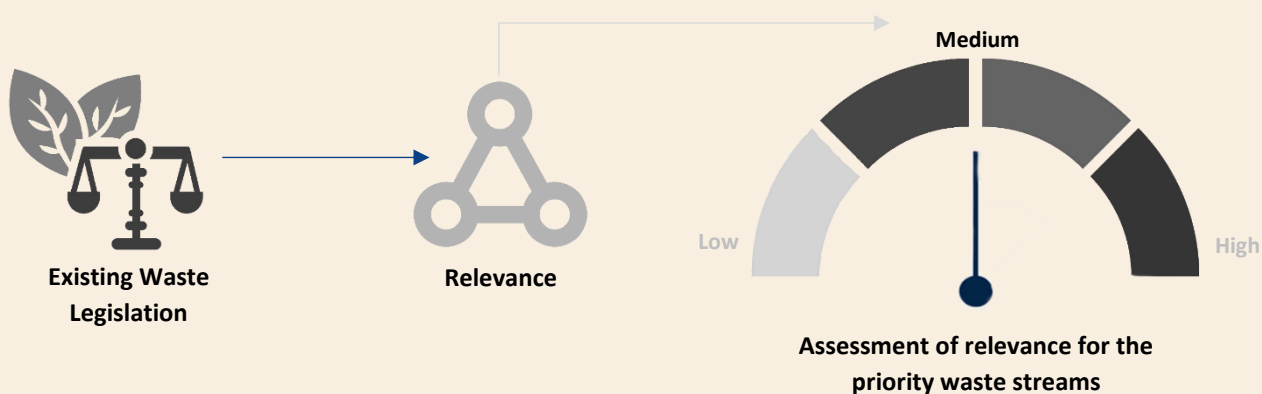 Medium
Low
High
Existing Waste
Legislation
Relevance
Assessment of relevance for the
priority waste streams